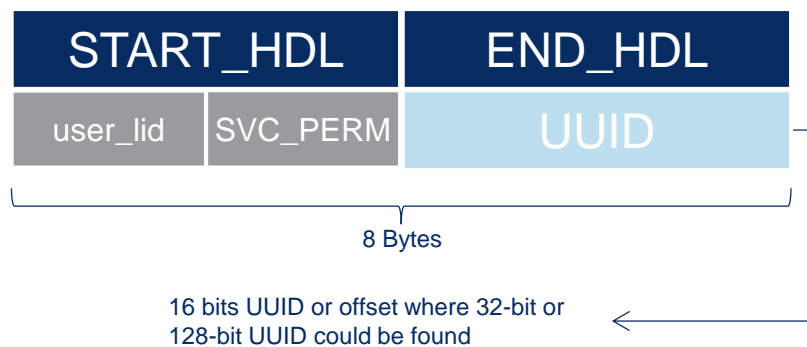 START_HDL END_HDL
user_lid SVC_PERM UUID
8 Bytes
16 bits UUID or offset where 32-bit or
128-bit UUID could be found